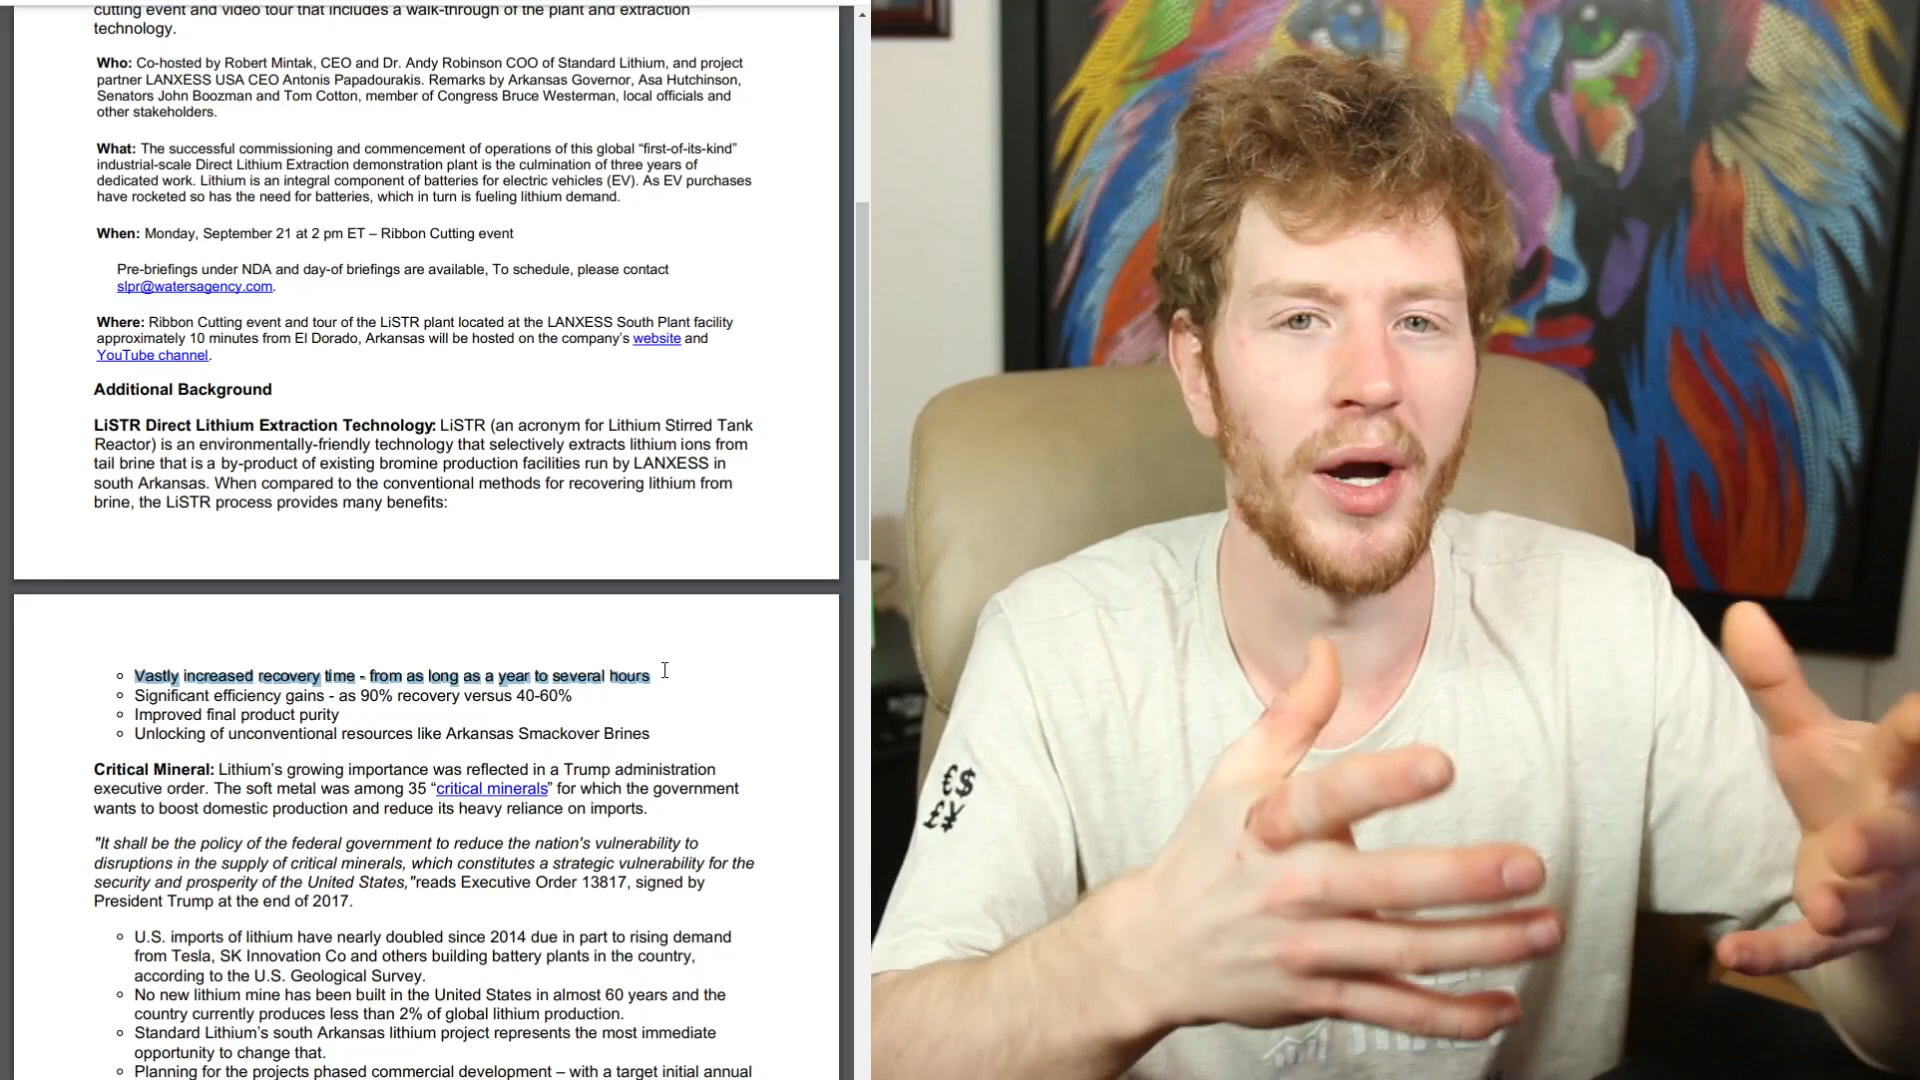 cutting event and video tour that includes a walk-through of the plant and extraction
technology.
Who: Co-hosted by Robert Mintak, CEO and Dr. Andy Robinson COO of Standard Lithium, and project
partner LANXESS USA CEO Antonis Papadourakis. Remarks by Arkansas Governor, Asa Hutchinson,
Senators John Boozman and Tom Cotton, member of Congress Bruce Westerman, local officials and
other stakeholders.
What: The successful commissioning and commencement of operations of this global “first-of-its-kind”
industrial-scale Direct Lithium Extraction demonstration plant is the culmination of three years of
dedicated work. Lithium is an integral component of batteries for electric vehicles (EV). As EV purchases
have rocketed so has the need for batteries, which in turn is fueling lithium demand.
When: Monday, September 21 at 2 pm ET – Ribbon Cutting event
Pre-briefings under NDA and day-of briefings are available, To schedule, please contact
slpr@watersagency.com.
Where: Ribbon Cutting event and tour of the LiSTR plant located at the LANXESS South Plant facility
approximately 10 minutes from El Dorado, Arkansas will be hosted on the company’s website and
YouTube channel.
Additional Background
LiSTR Direct Lithium Extraction Technology: LiSTR (an acronym for Lithium Stirred Tank
Reactor) is an environmentally-friendly technology that selectively extracts lithium ions from
tail brine that is a by-product of existing bromine production facilities run by LANXESS in
south Arkansas. When compared to the conventional methods for recovering lithium from
brine, the LiSTR process provides many benefits:
Vastly increased recovery time - from as long as a year to several hours
Significant efficiency gains - as 90% recovery versus 40-60%
Improved final product purity
Unlocking of unconventional resources like Arkansas Smackover Brines
Critical Mineral: Lithium’s growing importance was reflected in a Trump administration
executive order. The soft metal was among 35 “critical minerals” for which the government
wants to boost domestic production and reduce its heavy reliance on imports.
"It shall be the policy of the federal government to reduce the nation's vulnerability to
disruptions in the supply of critical minerals, which constitutes a strategic vulnerability for the
security and prosperity of the United States,"reads Executive Order 13817, signed by
President Trump at the end of 2017.
U.S. imports of lithium have nearly doubled since 2014 due in part to rising demand
from Tesla, SK Innovation Co and others building battery plants in the country,
according to the U.S. Geological Survey.
No new lithium mine has been built in the United States in almost 60 years and the
country currently produces less than 2% of global lithium production.
Standard Lithium’s south Arkansas lithium project represents the most immediate
opportunity to change that.
Planning for the projects phased commercial development – with a target initial annual
€$
£¥